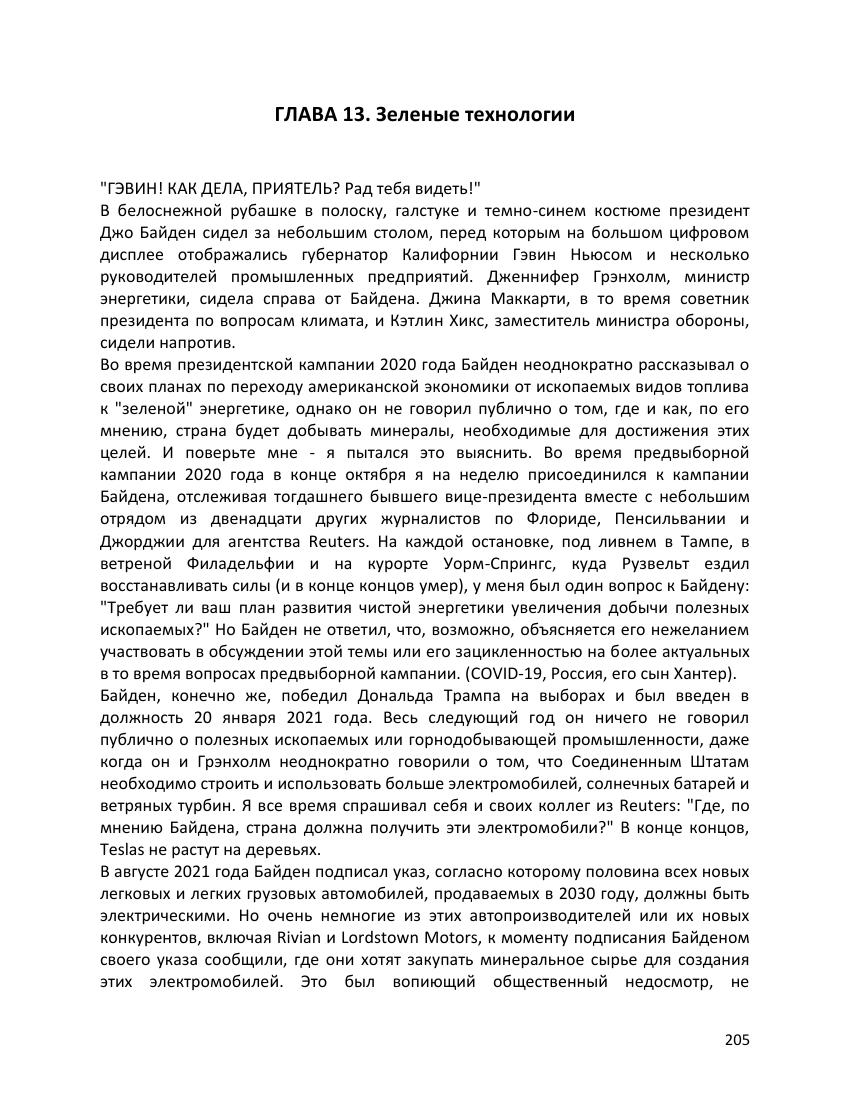 ГЛАВА 13. Зеленые технологии
"ГЭВИН! КАК ДЕЛА, ПРИЯТЕЛЬ? Рад тебя видеть!"
В белоснежной рубашке в полоску, галстуке и темно-синем костюме президент
Джо Байден сидел за небольшим столом, перед которым на большом цифровом
дисплее отображались губернатор Калифорнии Гэвин Ньюсом и несколько
руководителей промышленных предприятий. Дженнифер Грэнхолм, министр
энергетики, сидела справа от Байдена. Джина Маккарти, в то время советник
президента по вопросам климата, и Кэтлин Хикс, заместитель министра обороны,
сидели напротив.
Во время президентской кампании 2020 года Байден неоднократно рассказывал о
своих планах по переходу американской экономики от ископаемых видов топлива
к "зеленой" энергетике, однако он не говорил публично о том, где и как, по его
мнению, страна будет добывать минералы, необходимые для достижения этих
целей. И поверьте мне - я пытался это выяснить. Во время предвыборной
кампании 2020 года в конце октября я на неделю присоединился к кампании
Байдена, отслеживая тогдашнего бывшего вице-президента вместе с небольшим
отрядом из двенадцати других журналистов по Флориде, Пенсильвании и
Джорджии для агентства Reuters. На каждой остановке, под ливнем в Тампе, в
ветреной Филадельфии и на курорте Уорм-Спрингс, куда Рузвельт ездил
восстанавливать силы (и в конце концов умер), у меня был один вопрос к Байдену:
"Требует ли ваш план развития чистой энергетики увеличения добычи полезных
ископаемых?" Но Байден не ответил, что, возможно, объясняется его нежеланием
участвовать в обсуждении этой темы или его зацикленностью на более актуальных
в то время вопросах предвыборной кампании. (COVID-19, Россия, его сын Хантер).
Байден, конечно же, победил Дональда Трампа на выборах и был введен в
должность 20 января 2021 года. Весь следующий год он ничего не говорил
публично о полезных ископаемых или горнодобывающей промышленности, даже
когда он и Грэнхолм неоднократно говорили о том, что Соединенным Штатам
необходимо строить и использовать больше электромобилей, солнечных батарей и
ветряных турбин. Я все время спрашивал себя и своих коллег из Reuters: "Где, по
мнению Байдена, страна должна получить эти электромобили?" В конце концов,
Teslas не растут на деревьях.
В августе 2021 года Байден подписал указ, согласно которому половина всех новых
легковых и легких грузовых автомобилей, продаваемых в 2030 году, должны быть
электрическими. Но очень немногие из этих автопроизводителей или их новых
конкурентов, включая Rivian и Lordstown Motors, к моменту подписания Байденом
своего указа сообщили, где они хотят закупать минеральное сырье для создания
этих электромобилей. Это был вопиющий общественный недосмотр, не
205